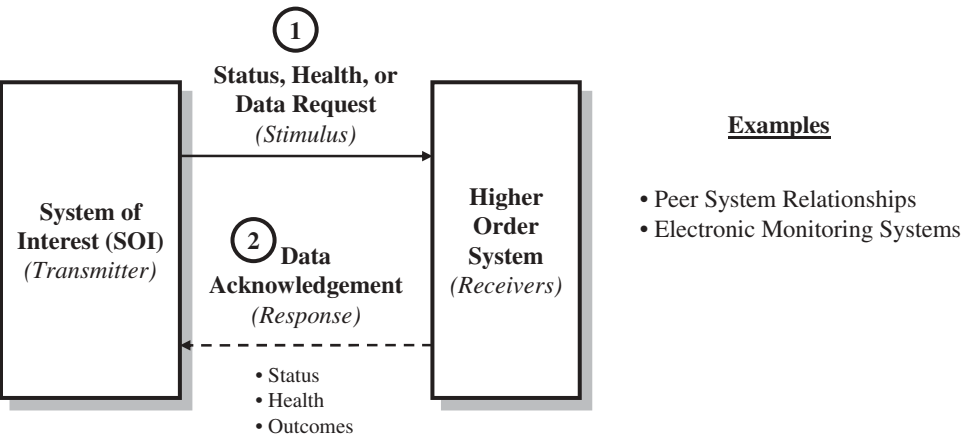 1
Status, Health, or
Data Request
(Stimulus)
System of
Interest (SOI)
(Transmitter)
2
Data
Acknowledgement
(Response)
• Status
• Health
• Outcomes
Higher
Order
System
(Receivers)
Examples
• Peer System Relationships
• Electronic Monitoring Systems